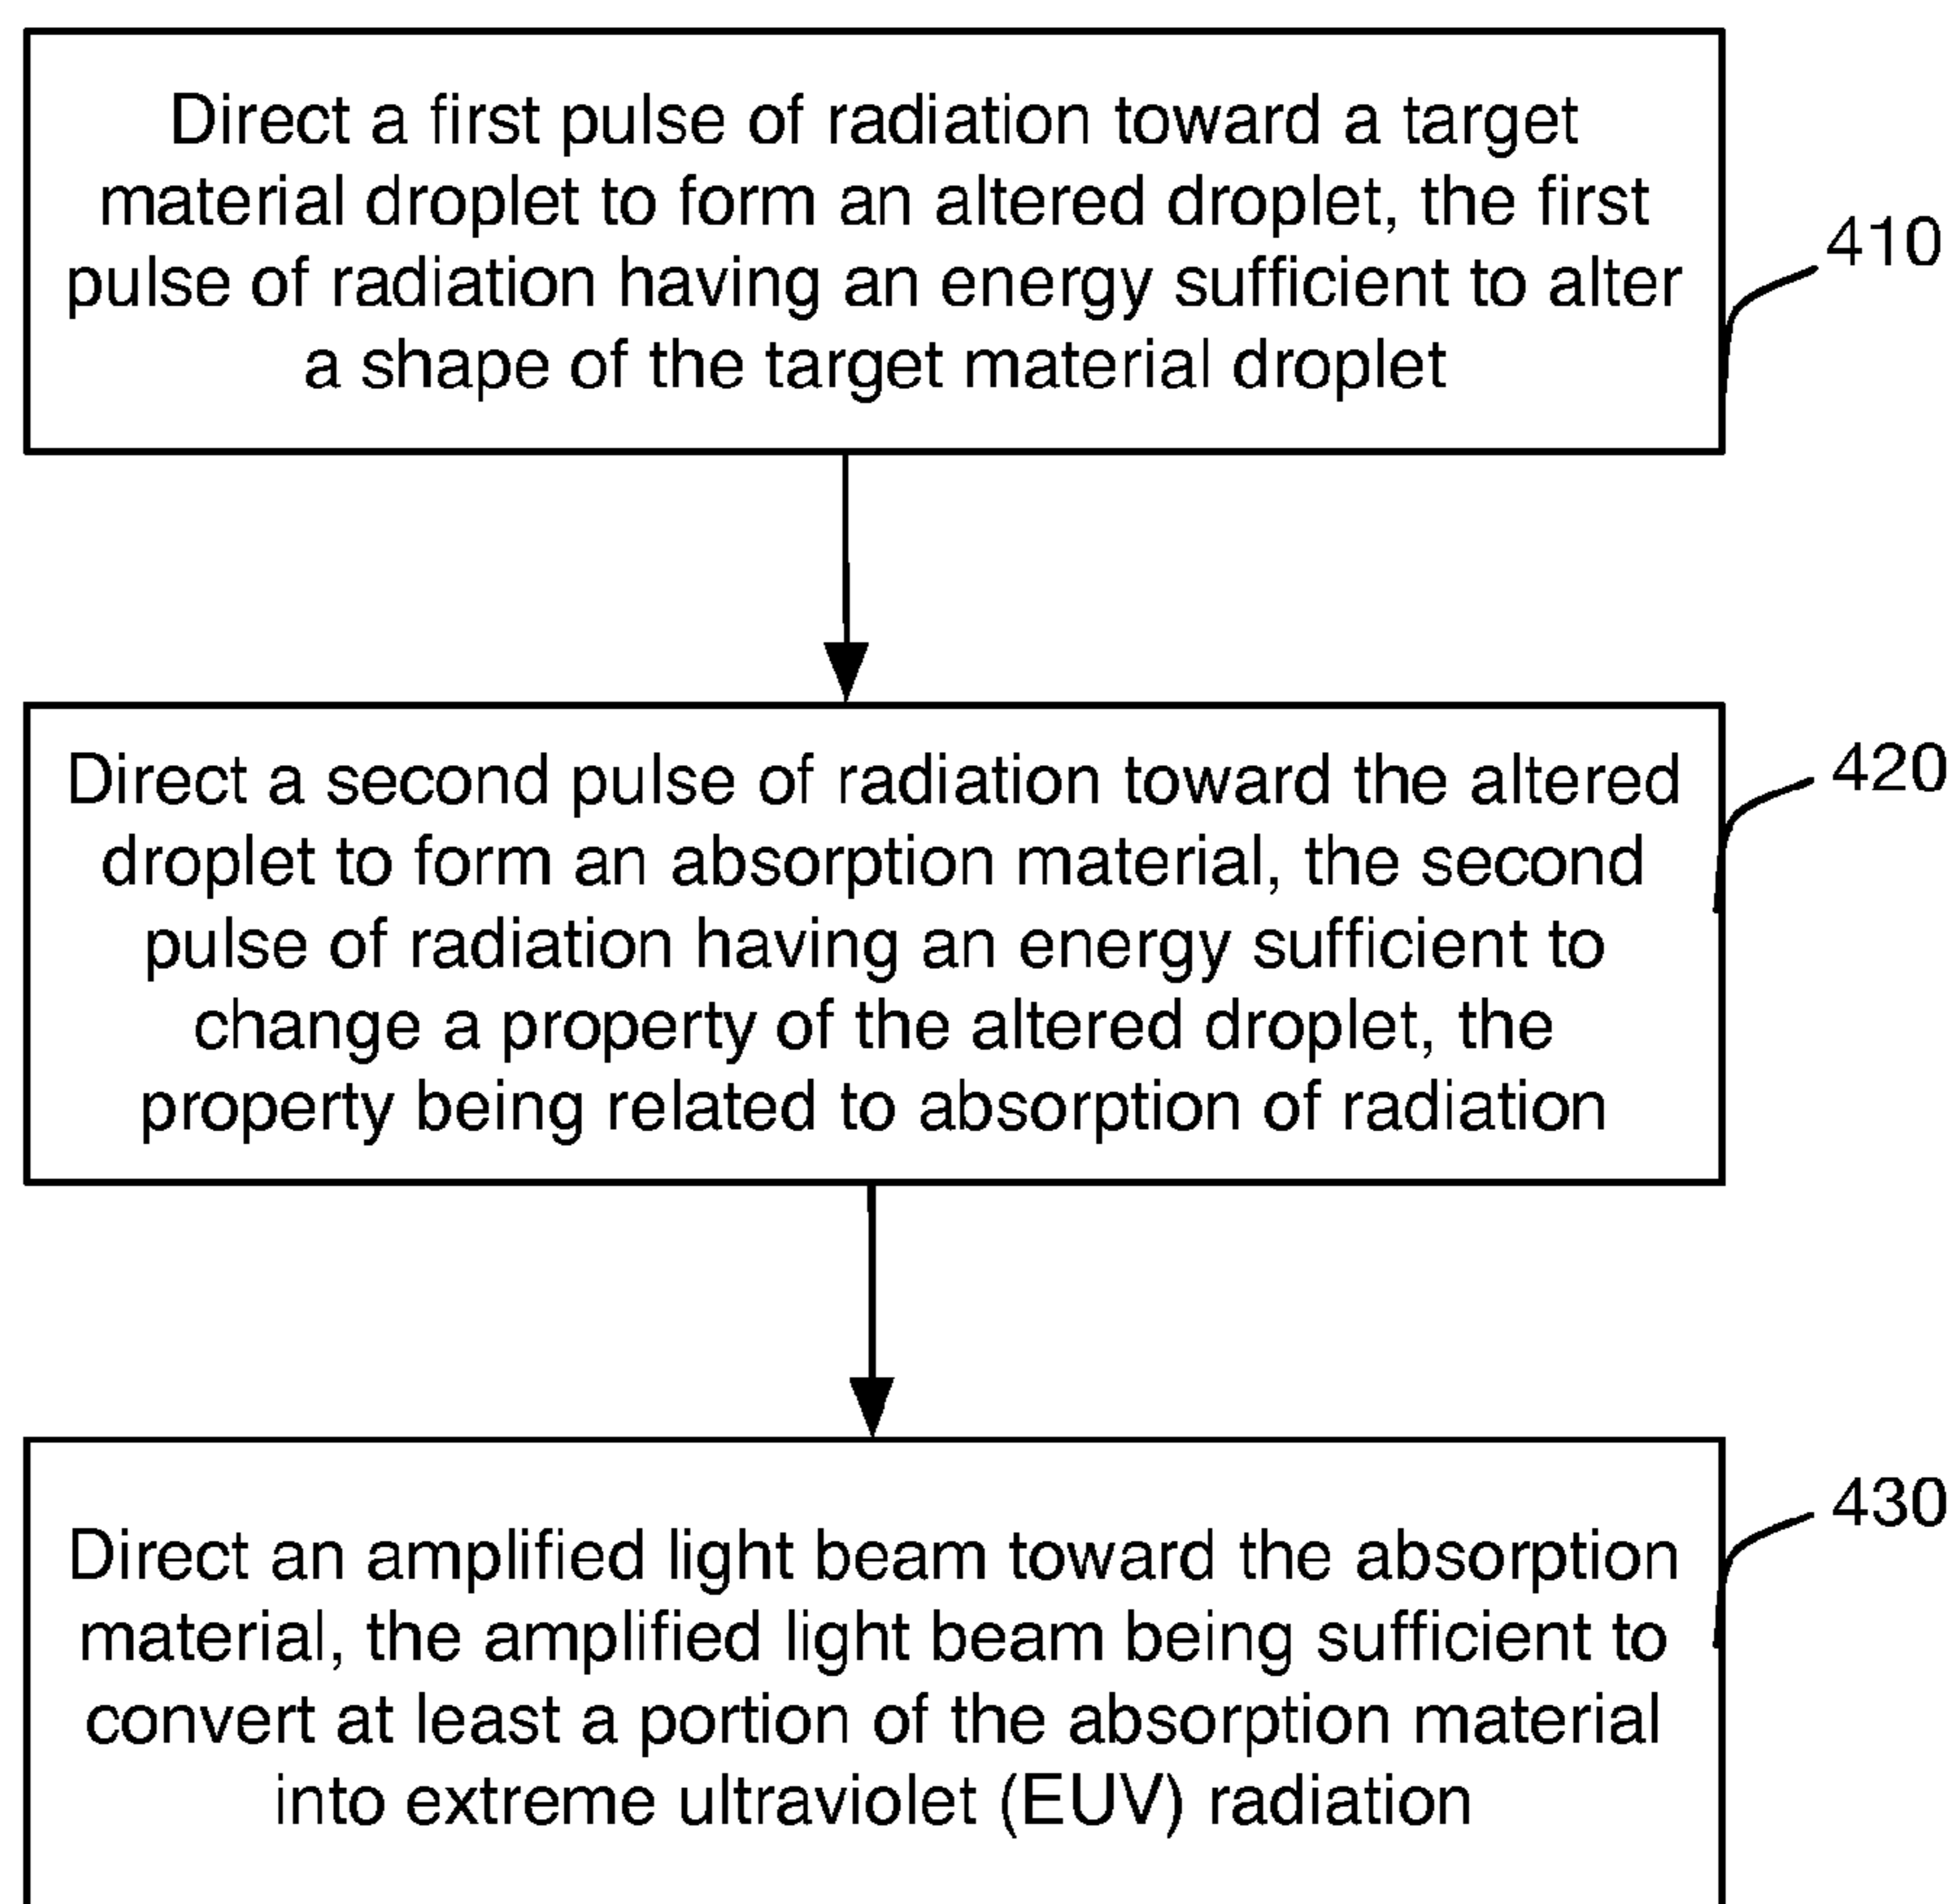 Direct a first pulse of radiation toward a target
material droplet to form an altered droplet, the first
pulse of radiation having an energy sufficient to alter
a shape of the target material droplet
410
Direct a second pulse of radiation toward the altered
droplet to form an absorption material, the second
pulse of radiation having an energy sufficient to
change a property of the altered droplet, the
property being related to absorption of radiation
420
Direct an amplified light beam toward the absorption
material, the amplified light beam being sufficient to
convert at least a portion of the absorption material
into extreme ultraviolet (EUV) radiation
430